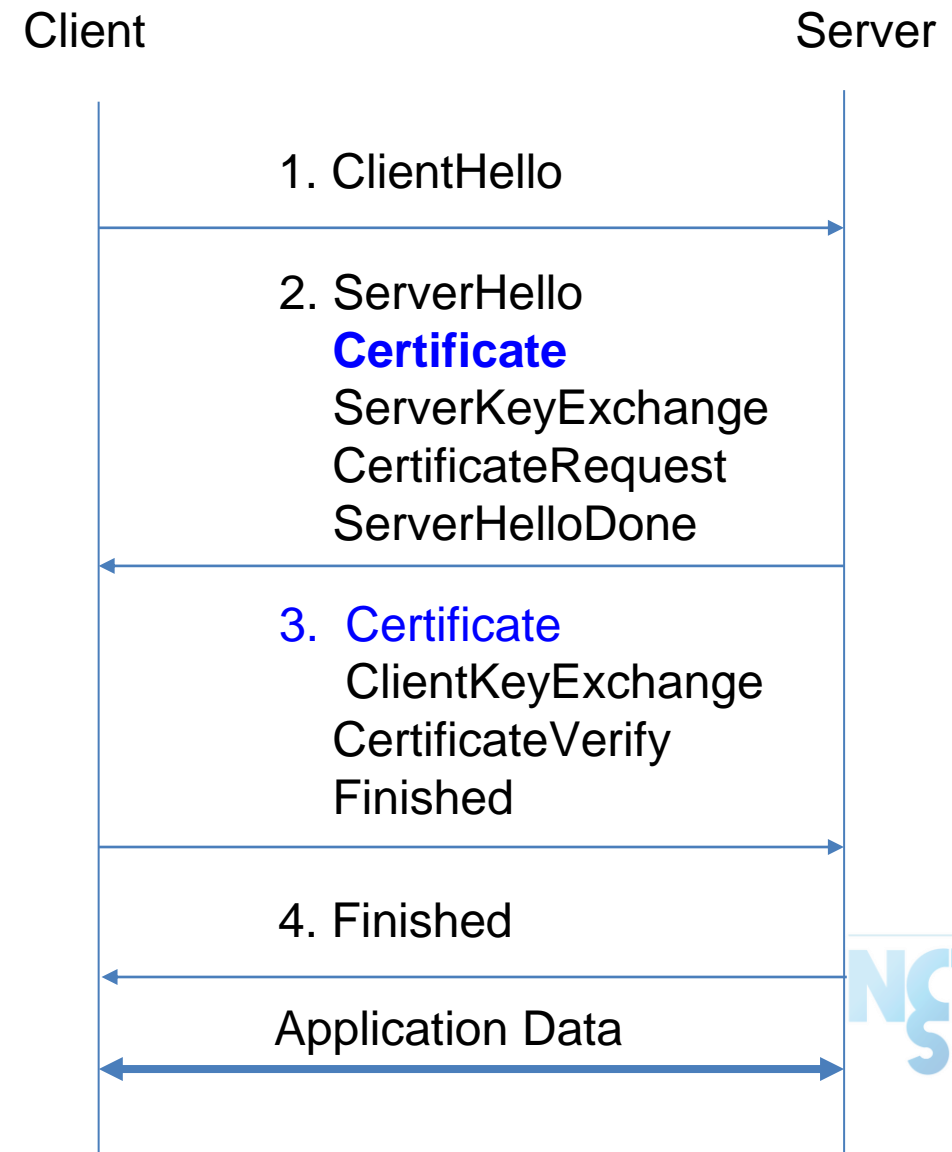 Client Server
1. ClientHello
2. ServerHello
Certificate
ServerKeyExchange
CertificateRequest
ServerHelloDone
3. Certificate
ClientKeyExchange
CertificateVerify
Finished
4. Finished
Application Data